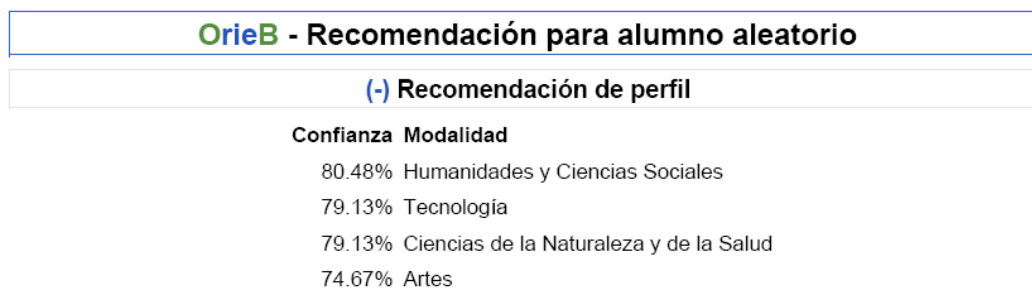 OrieB - Recomendación para alumno aleatorio
(-) Recomendación de perfil
Confianza Modalidad
80.48% Humanidades y Ciencias Sociales
79.13% Tecnología
79.13% Ciencias de la Naturaleza y de la Salud
74.67% Artes